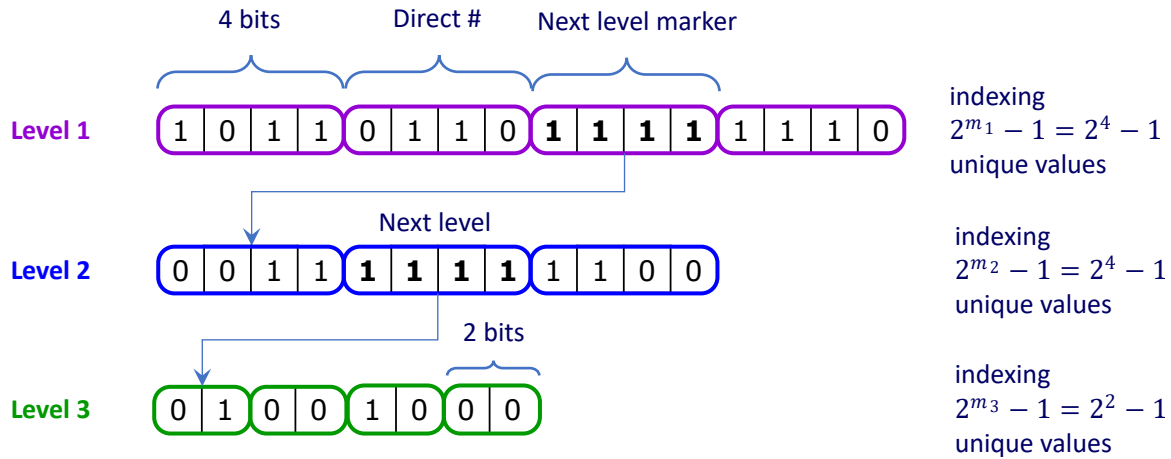 4 bits Direct # Next level marker
Level 1 1 0 1 1 0 1 1 0 1 1 1 1 1 1 1 0
indexing
2^{m_1} − 1 = 2^4 − 1
unique values
Next level
Level 2 0 0 1 1 1 1 1 1 1 1 0 0
indexing
2^{m_2} − 1 = 2^4 − 1
unique values
2 bits
Level 3 0 1 0 0 1 0 0 0
indexing
2^{m_3} − 1 = 2^2 − 1
unique values